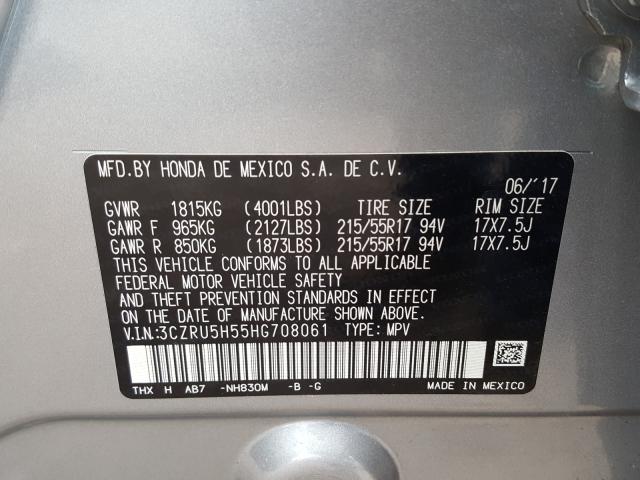 MFD.BY HONDA DE MEXICO S.A. DE C.V.
06/'17
GVWR 1815KG (4001LBS) TIRE SIZE RIM SIZE
GAWR F 965KG (2127LBS) 215/55R17 94V 17X7.5J
GAWR R 850KG (1873LBS) 215/55R17 94V 17X7.5J
THIS VEHICLE CONFORMS TO ALL APPLICABLE
FEDERAL MOTOR VEHICLE SAFETY
AND THEFT PREVENTION STANDARDS IN EFFECT
ON THE DATE OF MANUFACTURE SHOWN ABOVE.
V.I.N.:3CZRU5H55HG708061 TYPE: MPV
THX H AB7 -NH830M -B -G MADE IN MEXICO